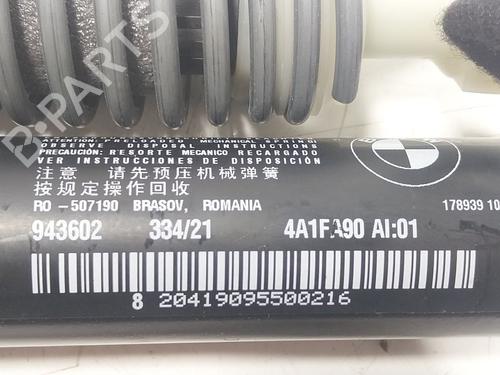 ATTENTION: PRELOADED MECHANICAL SPRING!
OBSERVE DISPOSAL INSTRUCTIONS
PRECAUCIÓN: RESORTE MECANICO RECARGADO
VER INSTRUCCIONES DE DISPOSICIÓN
注意 请先预压机械弹簧
按规定操作回收
RO -507190 BRASOV, ROMANIA
943602 334/21 4A1FA90 AI:01
178939 10
8 20419095500216
B-Parts